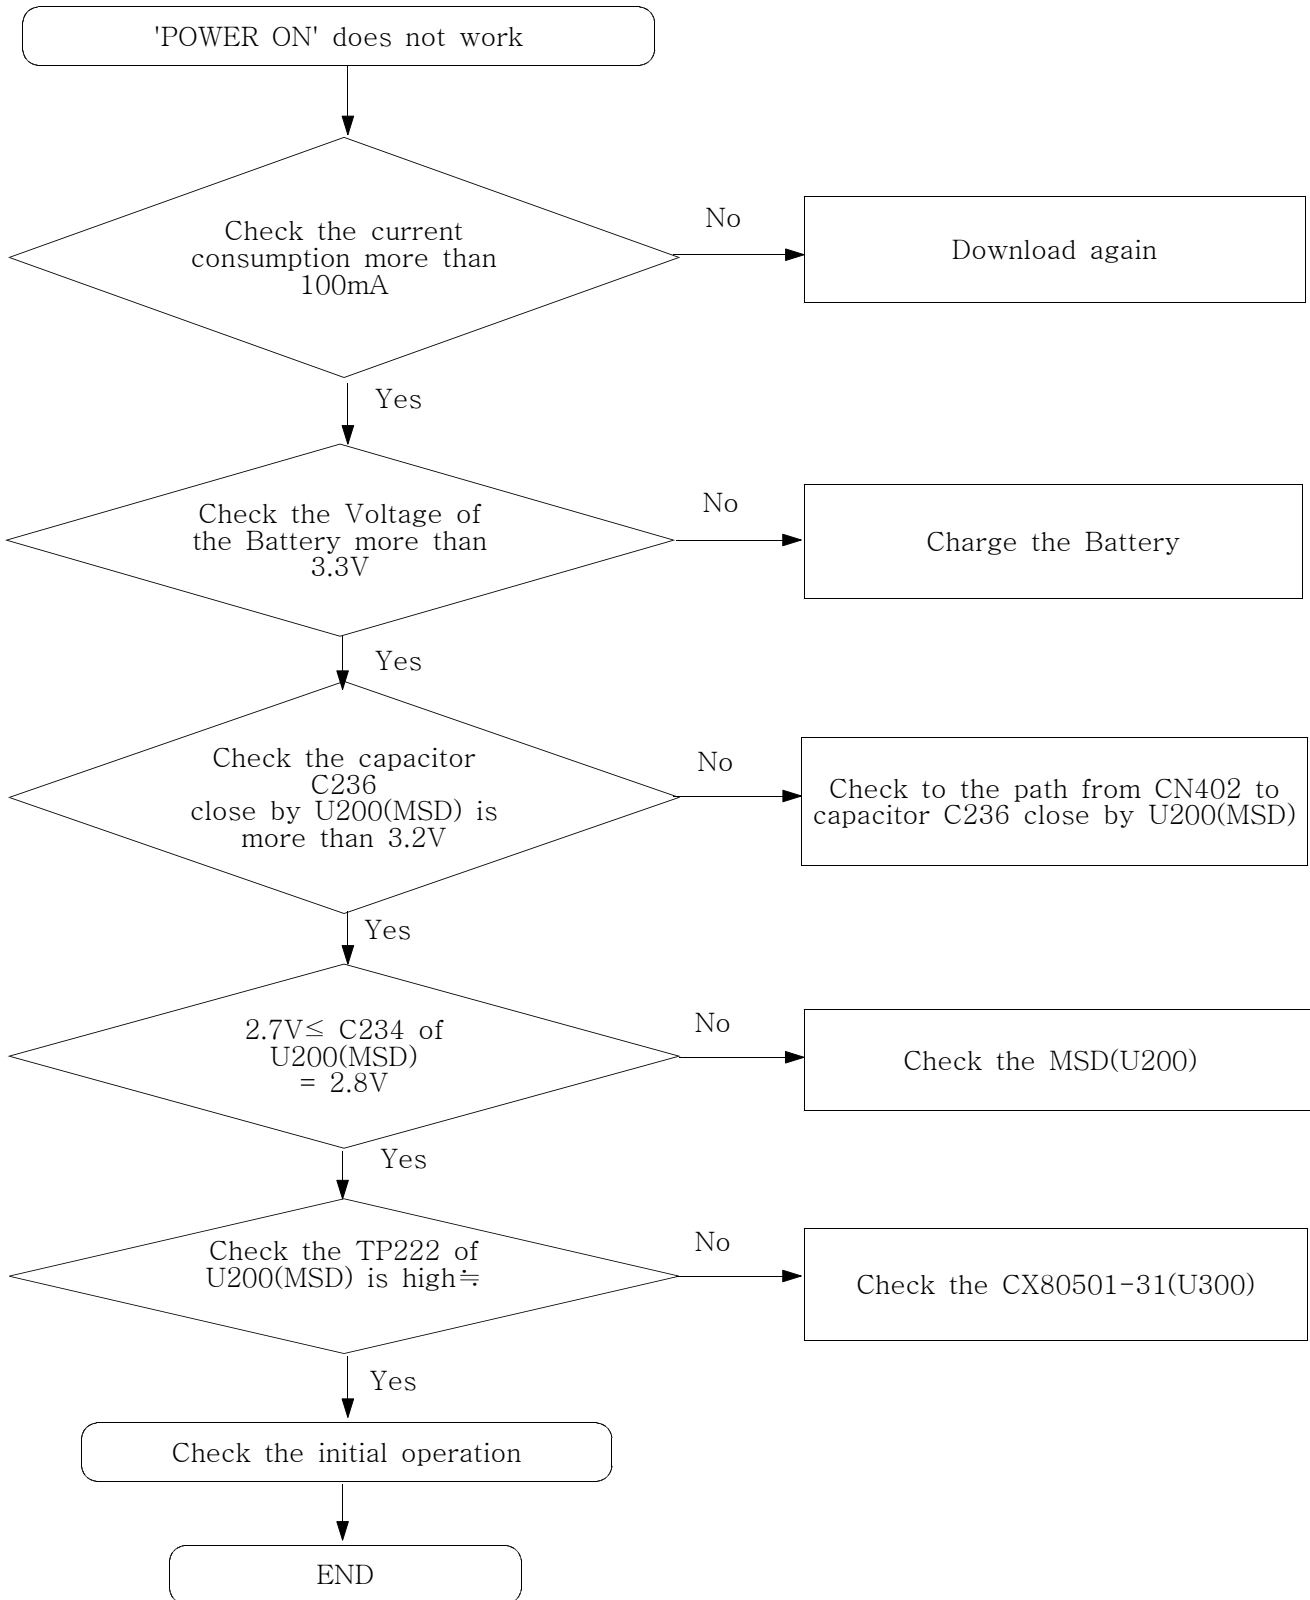 'POWER ON' does not work
Check the current
consumption more than
100mA
No
Download again
Yes
Check the Voltage of
the Battery more than
3.3V
No
Charge the Battery
Yes
Check the capacitor
C236
close by U200(MSD) is
more than 3.2V
No
Check to the path from CN402 to
capacitor C236 close by U200(MSD)
Yes
2.7V≦ C234 of
U200(MSD)
= 2.8V
No
Check the MSD(U200)
Yes
Check the TP222 of
U200(MSD) is high≒
No
Check the CX80501-31(U300)
Yes
Check the initial operation
END